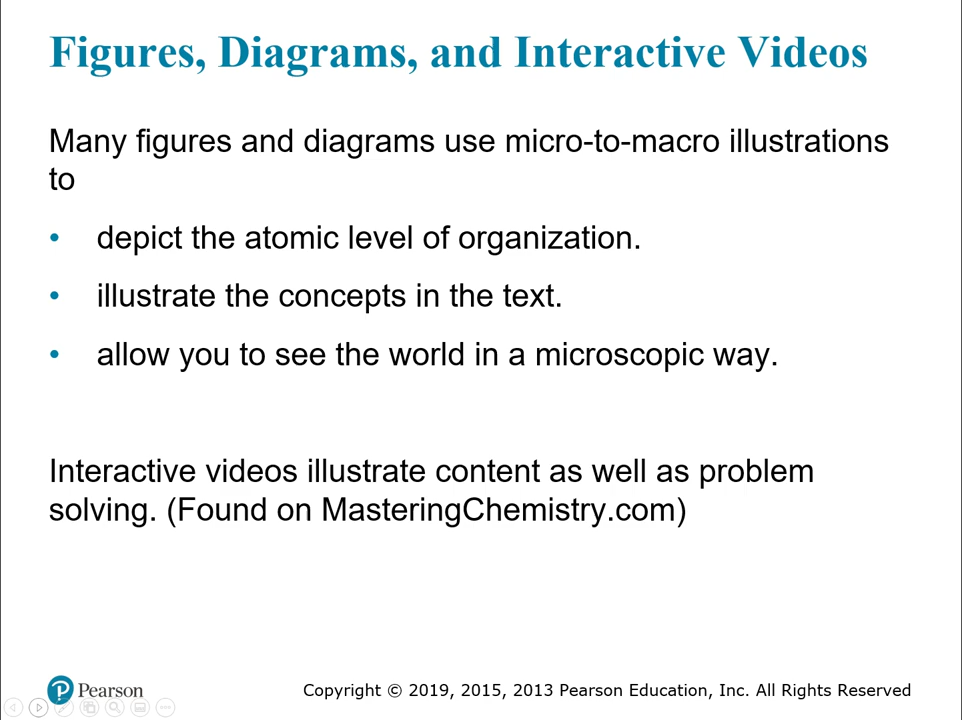 Figures, Diagrams, and Interactive Videos
Many figures and diagrams use micro-to-macro illustrations
to
• depict the atomic level of organization.
• illustrate the concepts in the text.
• allow you to see the world in a microscopic way.
Interactive videos illustrate content as well as problem
solving. (Found on MasteringChemistry.com)
P Pearson
Copyright © 2019, 2015, 2013 Pearson Education, Inc. All Rights Reserved